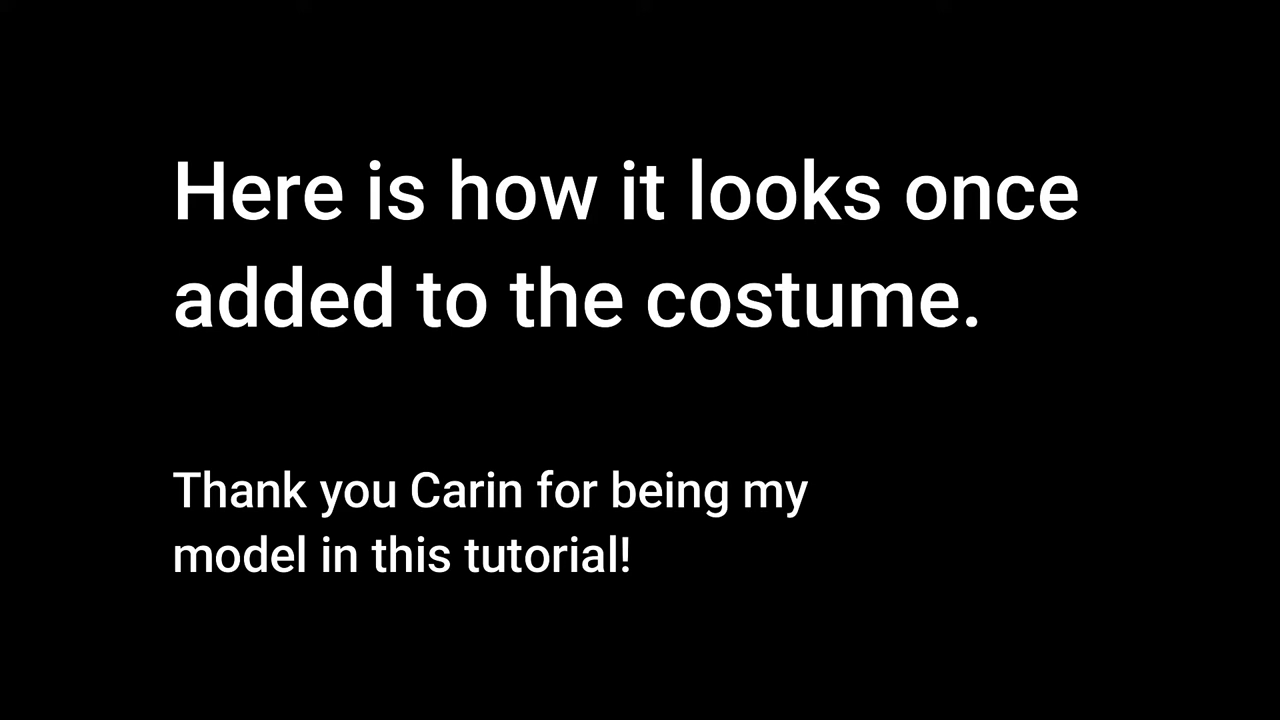 Here is how it looks once
added to the costume.
Thank you Carin for being my
model in this tutorial!